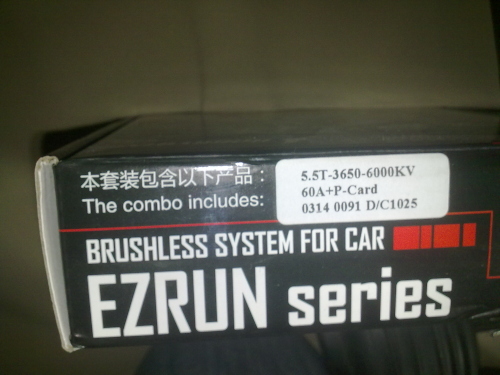 本套装包含以下产品：
The combo includes:
5.5T-3650-6000KV
60A+P-Card
0314 0091 D/C1025
BRUSHLESS SYSTEM FOR CAR
EZRUN series